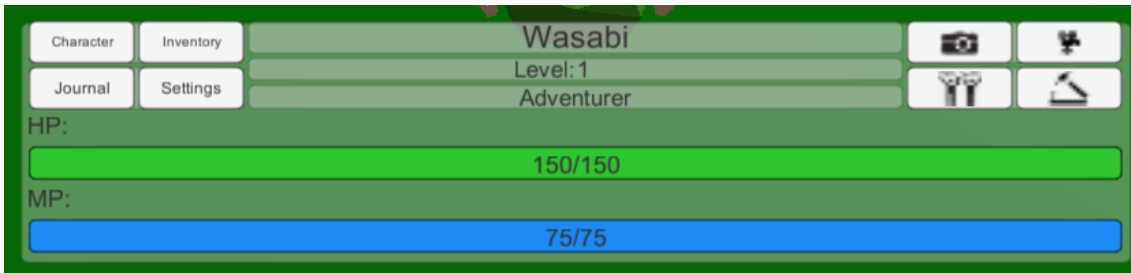 Character Inventory
Wasabi
Journal Settings
Level: 1
Adventurer
HP:
150/150
MP:
75/75